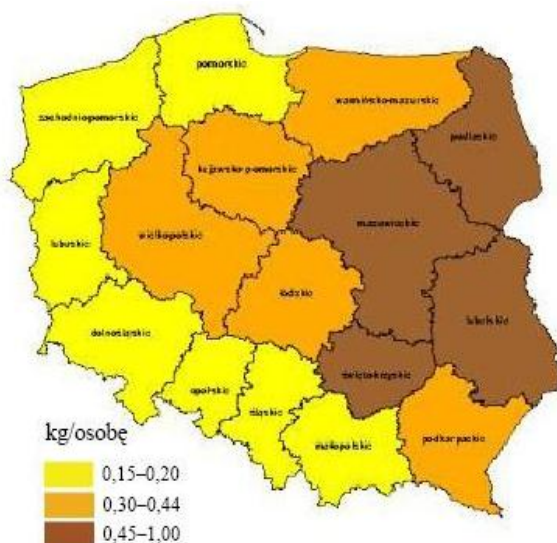 pomorskie
warmińsko-mazurskie
zachodniopomorskie
podlaskie
kujawsko-pomorskie
mazowieckie
wielkopolskie
lubuskie
łódzkie
lubelskie
dolnośląskie
świętokrzyskie
opolskie
śląskie
małopolskie
podkarpackie
kg/osobę
0,15–0,20
0,30–0,44
0,45–1,00